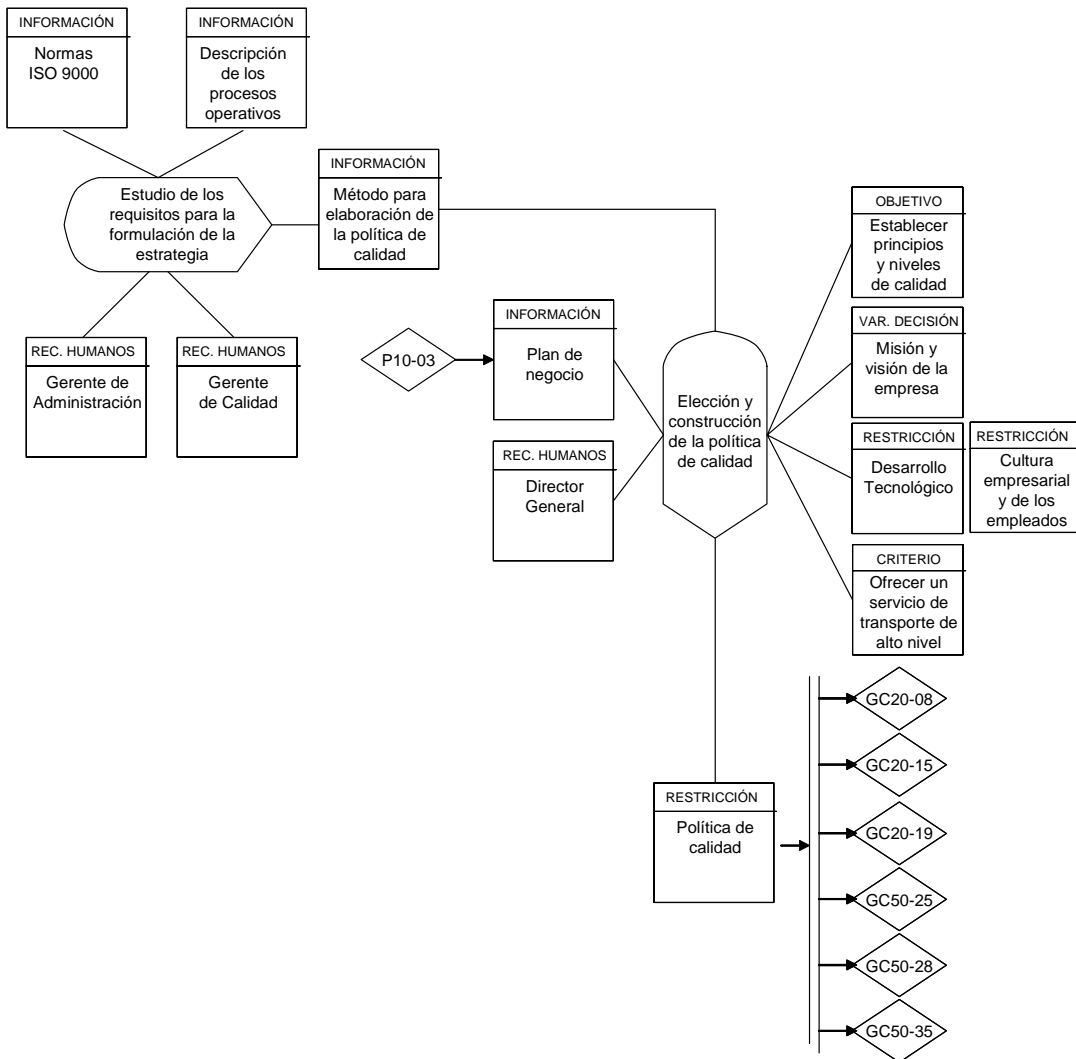 INFORMACIÓN
Normas
ISO 9000
INFORMACIÓN
Descripción
de los
procesos
operativos
Estudio de los
requisitos para la
formulación de la
estrategia
INFORMACIÓN
Método para
elaboración de
la política de
calidad
REC. HUMANOS
Gerente de
Administración
REC. HUMANOS
Gerente
de Calidad
P10-03
INFORMACIÓN
Plan de
negocio
REC. HUMANOS
Director
General
Elección y
construcción
de la política
de calidad
OBJETIVO
Establecer
principios
y niveles
de calidad
VAR. DECISIÓN
Misión y
visión de la
empresa
RESTRICCIÓN
Desarrollo
Tecnológico
RESTRICCIÓN
Cultura
empresarial
y de los
empleados
CRITERIO
Ofrecer un
servicio de
transporte de
alto nivel
RESTRICCIÓN
Política de
calidad
GC20-08
GC20-15
GC20-19
GC50-25
GC50-28
GC50-35